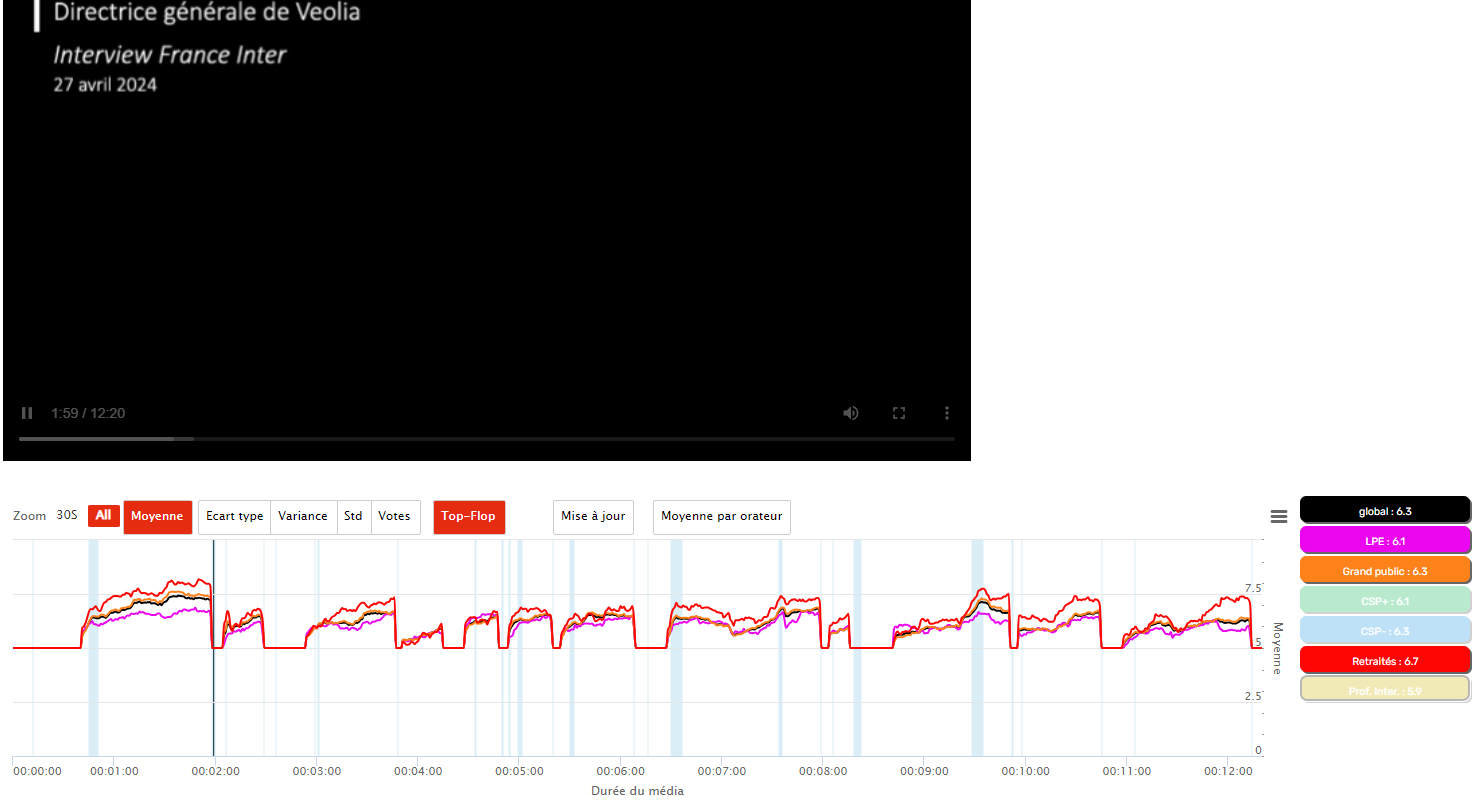 Directrice générale de Veolia
Interview France Inter
27 avril 2024
1:59 / 12:20
Zoom 30S All Moyenne Ecart type Variance Std Votes Top-Flop Mise à jour Moyenne par orateur
global : 6.3
LPE : 6.1
Grand public : 6.3
CSP+ : 6.1
CSP- : 6.3
Retraités : 6.7
Prof. Inter. : 5.9
7.5
5
2.5
0
Moyenne
00:00:00 00:01:00 00:02:00 00:03:00 00:04:00 00:05:00 00:06:00 00:07:00 00:08:00 00:09:00 00:10:00 00:11:00 00:12:00
Durée du média